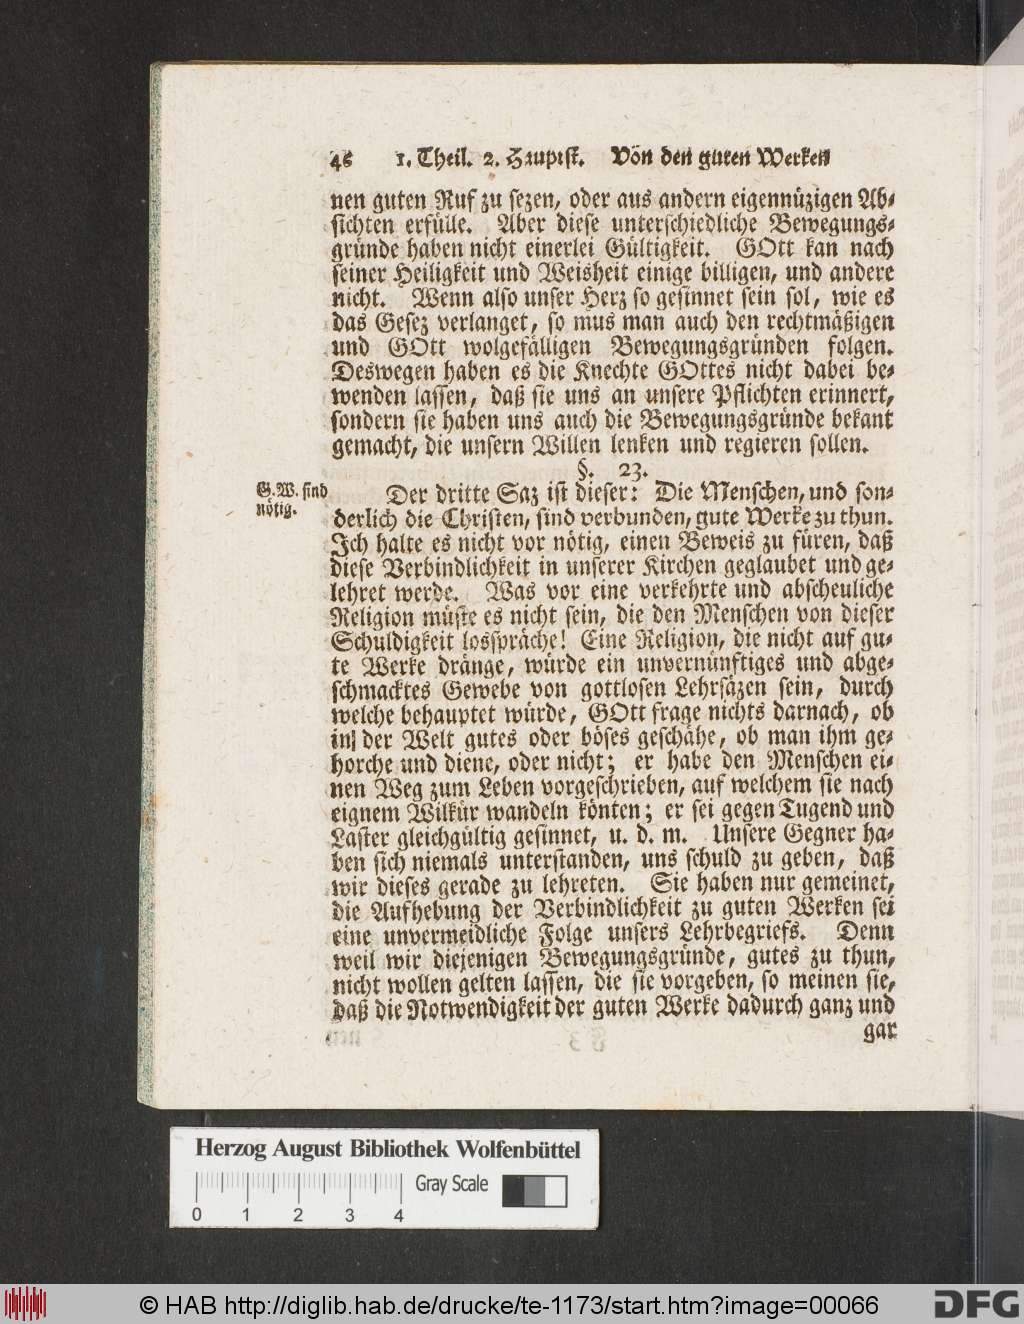 46 1. Theil. 2. Hauptst. Von den guten Werken
nen guten Ruf zu sezen, oder aus andern eigennüzigen Ab-
sichten erfülle. Aber diese unterschiedliche Bewegungs-
gründe haben nicht einerlei Gültigkeit. GOtt kan nach
seiner Heiligkeit und Weisheit einige billigen, und andere
nicht. Wenn also unser Herz so gesinnet sein sol, wie es
das Gesez verlanget, so mus man auch den rechtmäßigen
und GOtt wolgefälligen Bewegungsgründen folgen.
Deswegen haben es die Knechte GOttes nicht dabei be-
wenden lassen, daß sie uns an unsere Pflichten erinnert,
sondern sie haben uns auch die Bewegungsgründe bekant
gemacht, die unsern Willen lenken und regieren sollen.
§. 23.
G. W. sind
nötig.
Der dritte Saz ist dieser: Die Menschen, und son-
derlich die Christen, sind verbunden, gute Werke zu thun.
Ich halte es nicht vor nötig, einen Beweis zu füren, daß
diese Verbindlichkeit in unserer Kirchen geglaubet und ge-
lehret werde. Was vor eine verkehrte und abscheuliche
Religion müste es nicht sein, die den Menschen von dieser
Schuldigkeit losspräche! Eine Religion, die nicht auf gu-
te Werke dränge, würde ein unvernünftiges und abge-
schmacktes Gewebe von gottlosen Lehrsäzen sein, durch
welche behauptet würde, GOtt frage nichts darnach, ob
in der Welt gutes oder böses geschähe, ob man ihm ge-
horche und diene, oder nicht; er habe den Menschen ei-
nen Weg zum Leben vorgeschrieben, auf welchem sie nach
eignem Wilkür wandeln könten; er sei gegen Tugend und
Laster gleichgültig gesinnet, u. d. m. Unsere Gegner ha-
ben sich niemals unterstanden, uns schuld zu geben, daß
wir dieses gerade zu lehreten. Sie haben nur gemeinet,
die Aufhebung der Verbindlichkeit zu guten Werken sei
eine unvermeidliche Folge unsers Lehrbegriefs. Denn
weil wir diejenigen Bewegungsgründe, gutes zu thun,
nicht wollen gelten lassen, die sie vorgeben, so meinen sie,
daß die Notwendigkeit der guten Werke dadurch ganz und
gar
Herzog August Bibliothek Wolfenbüttel
Gray Scale
0 1 2 3 4
© HAB http://diglib.hab.de/drucke/te-1173/start.htm?image=00066
DFG